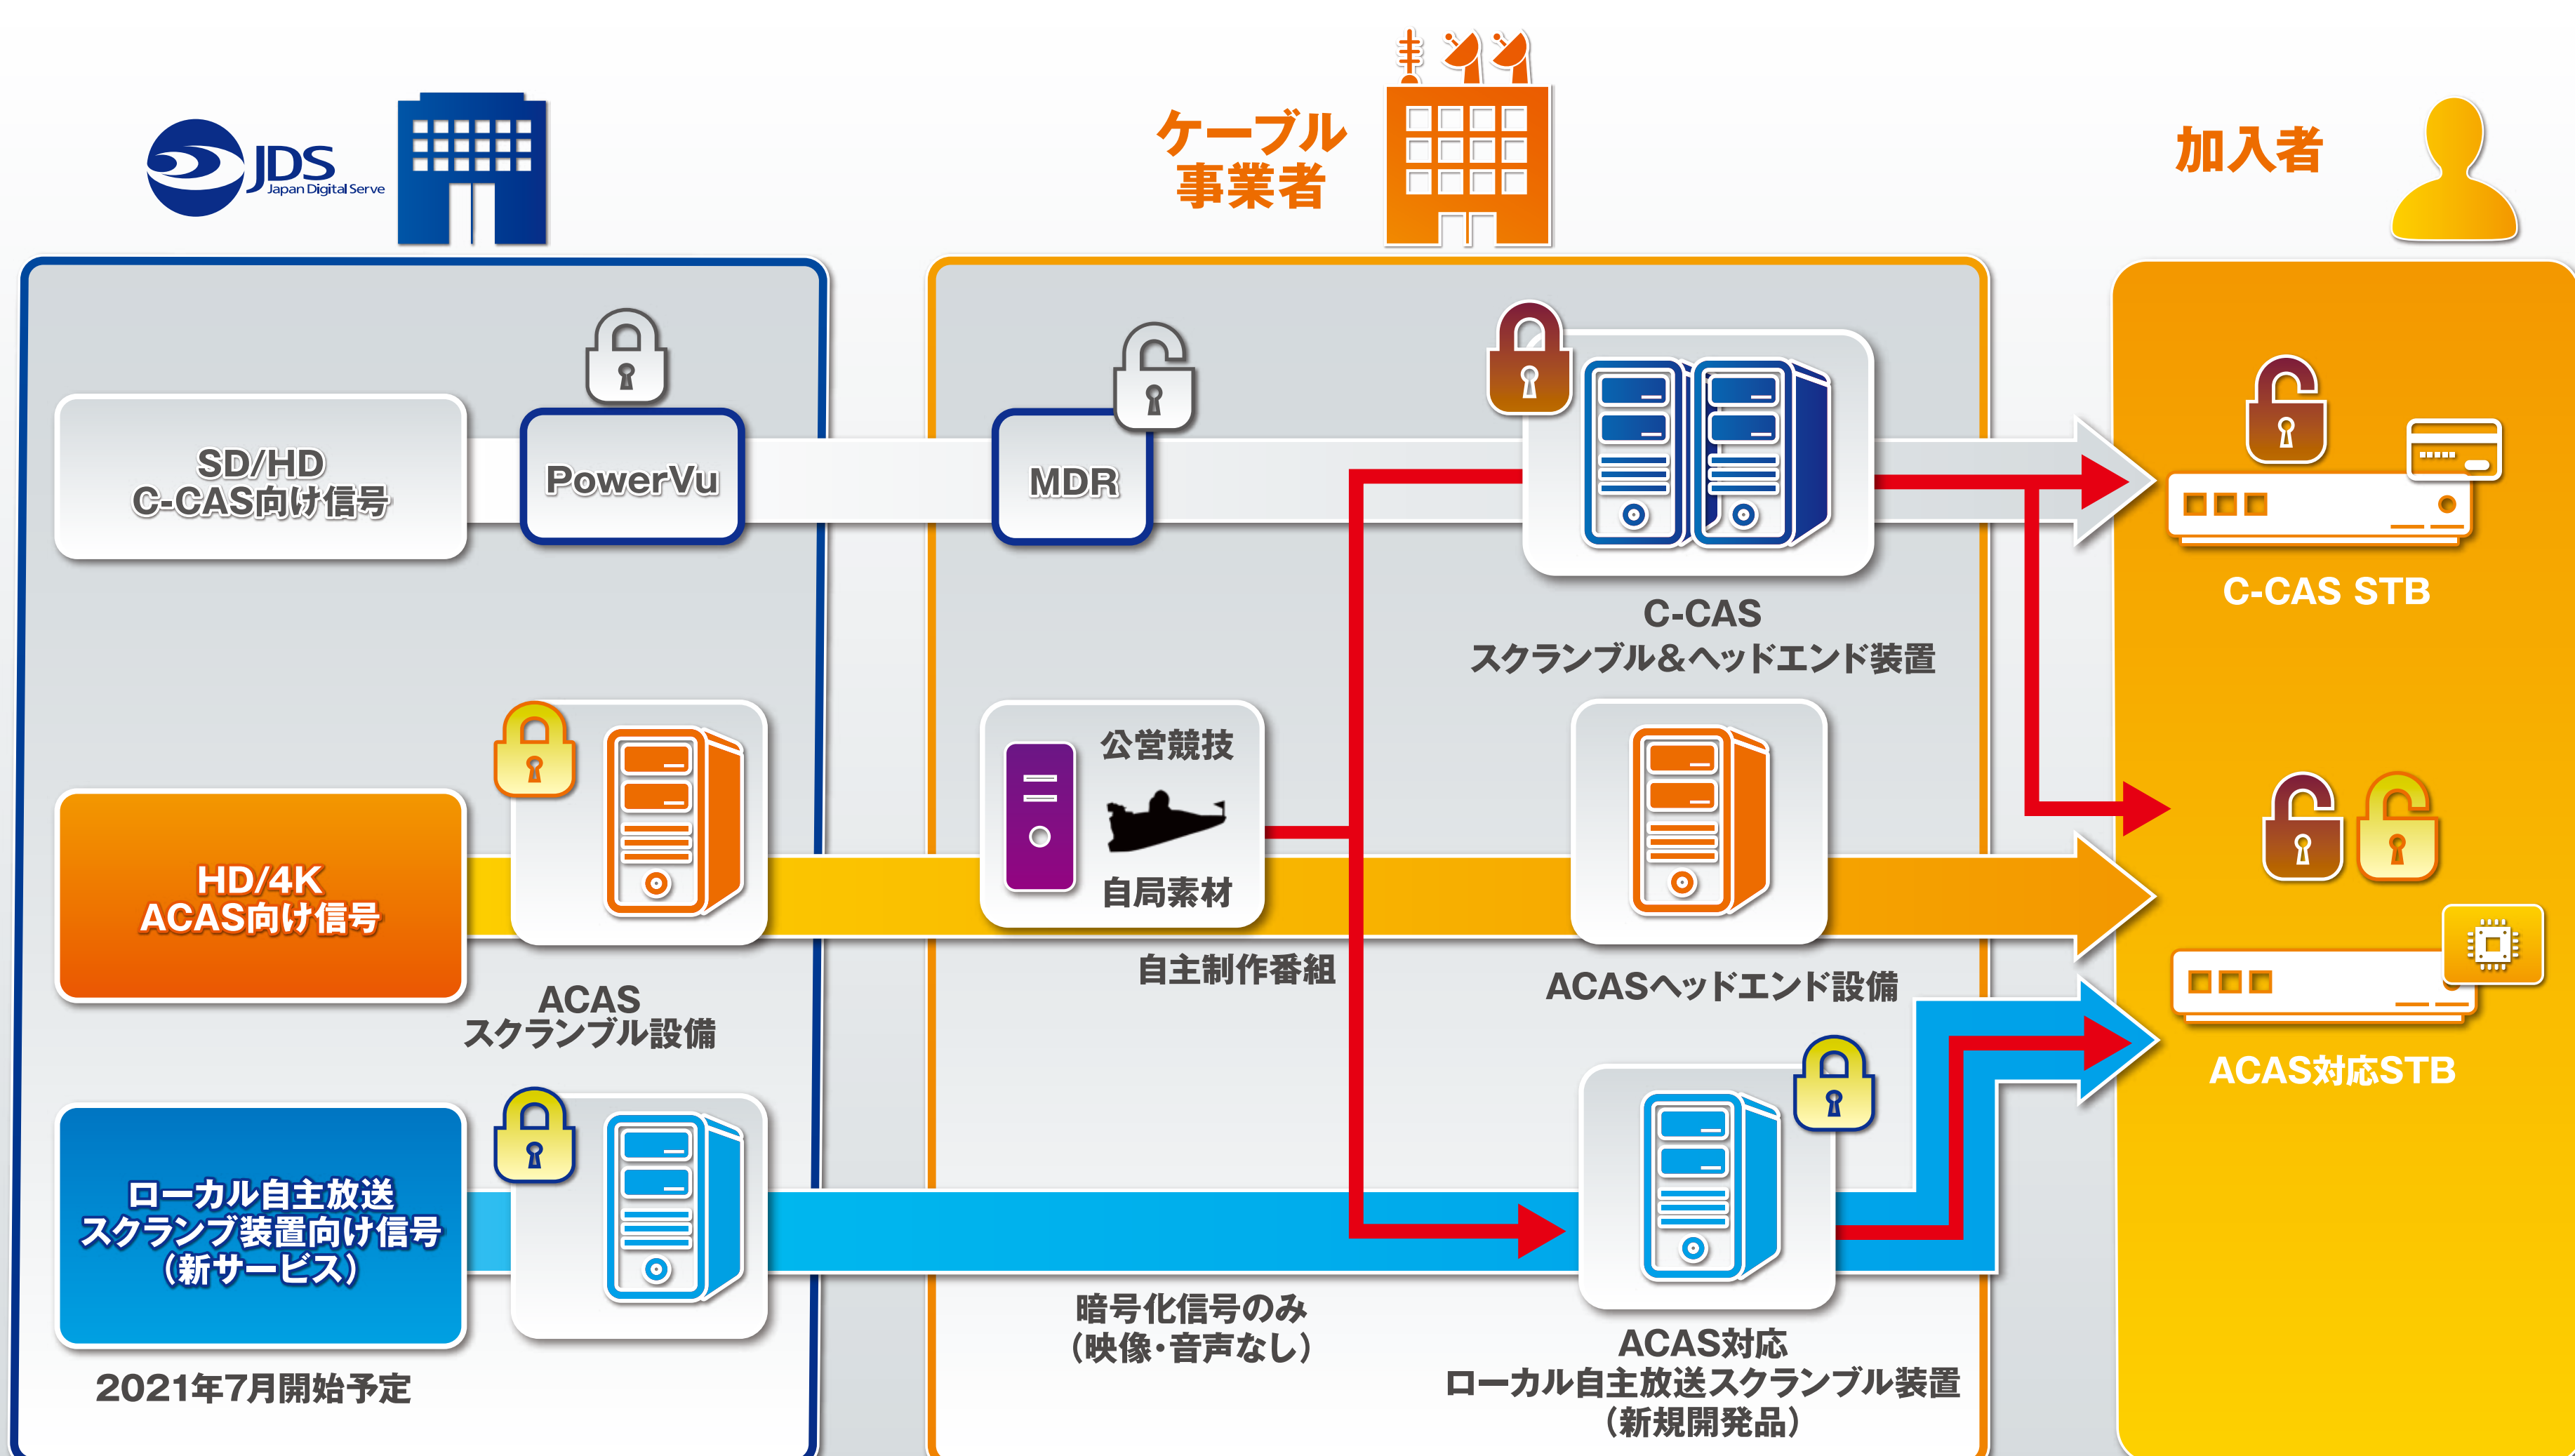 JDS
Japan Digital Serve
ケーブル
事業者
加入者
SD/HD
C-CAS向け信号
PowerVu
MDR
C-CAS
スクランブル&ヘッドエンド装置
C-CAS STB
HD/4K
ACAS向け信号
ACAS
スクランブル設備
公営競技
自局素材
自主制作番組
ACASヘッドエンド設備
ACAS対応STB
ローカル自主放送
スクランブ装置向け信号
(新サービス)
2021年7月開始予定
暗号化信号のみ
(映像・音声なし)
ACAS対応
ローカル自主放送スクランブル装置
(新規開発品)